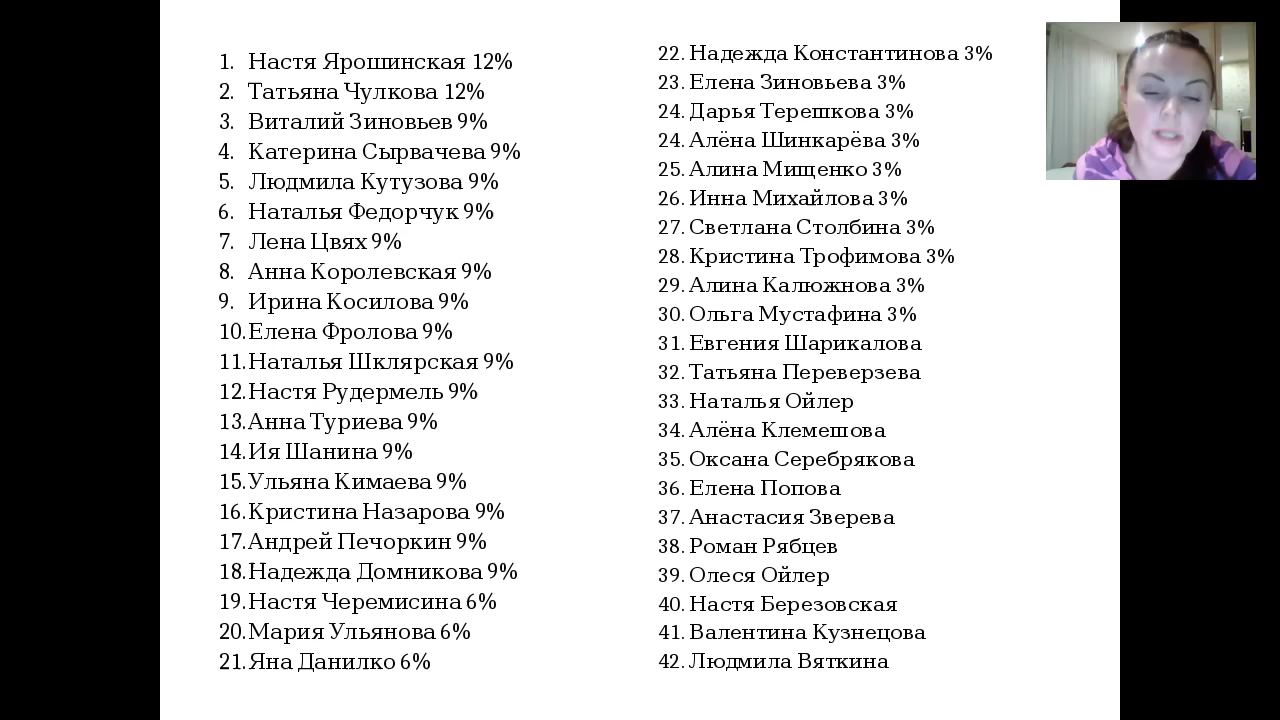 1. Настя Ярошинская 12%
2. Татьяна Чулкова 12%
3. Виталий Зиновьев 9%
4. Катерина Сырвачева 9%
5. Людмила Кутузова 9%
6. Наталья Федорчук 9%
7. Лена Цвях 9%
8. Анна Королевская 9%
9. Ирина Косилова 9%
10. Елена Фролова 9%
11. Наталья Шклярская 9%
12. Настя Рудермель 9%
13. Анна Туриева 9%
14. Ия Шанина 9%
15. Ульяна Кимаева 9%
16. Кристина Назарова 9%
17. Андрей Печоркин 9%
18. Надежда Домникова 9%
19. Настя Черемисина 6%
20. Мария Ульянова 6%
21. Яна Данилко 6%
22. Надежда Константинова 3%
23. Елена Зиновьева 3%
24. Дарья Терешкова 3%
24. Алёна Шинкарёва 3%
25. Алина Мищенко 3%
26. Инна Михайлова 3%
27. Светлана Столбина 3%
28. Кристина Трофимова 3%
29. Алина Калюжнова 3%
30. Ольга Мустафина 3%
31. Евгения Шарикалова
32. Татьяна Переверзева
33. Наталья Ойлер
34. Алёна Клемешова
35. Оксана Серебрякова
36. Елена Попова
37. Анастасия Зверева
38. Роман Рябцев
39. Олеся Ойлер
40. Настя Березовская
41. Валентина Кузнецова
42. Людмила Вяткина